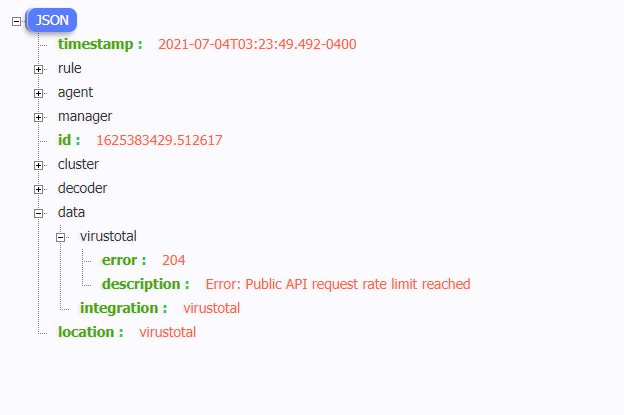 JSON
timestamp : 2021-07-04T03:23:49.492-0400
rule
agent
manager
id : 1625383429.512617
cluster
decoder
data
virustotal
error : 204
description : Error: Public API request rate limit reached
integration : virustotal
location : virustotal